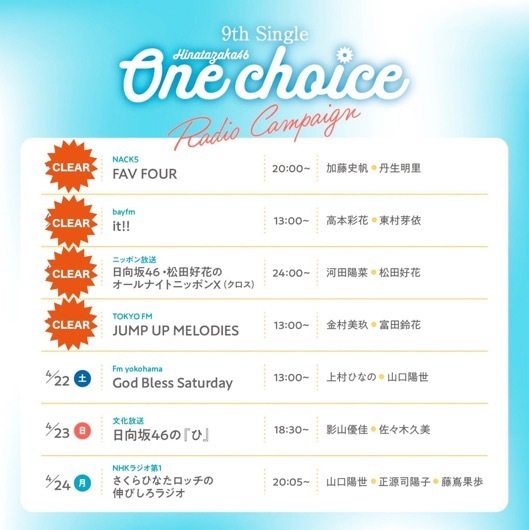 9th Single
Hinatazaka46
One choice
Radio Campaign
CLEAR
NACK5
FAV FOUR
20:00~
加藤史帆・丹生明里
CLEAR
bayfm
it!!
13:00~
高本彩花・東村芽依
CLEAR
ニッポン放送
日向坂46・松田好花の
オールナイトニッポンX(クロス)
24:00~
河田陽菜・松田好花
CLEAR
TOKYO FM
JUMP UP MELODIES
13:00~
金村美玖・富田鈴花
4/22 土
Fm yokohama
God Bless Saturday
13:00~
上村ひなの・山口陽世
4/23 日
文化放送
日向坂46の『ひ』
18:30~
影山優佳・佐々木久美
4/24 月
NHKラジオ第1
さくらひなたロッチの
伸びしろラジオ
20:05~
山口陽世・正源司陽子・藤嶌果歩